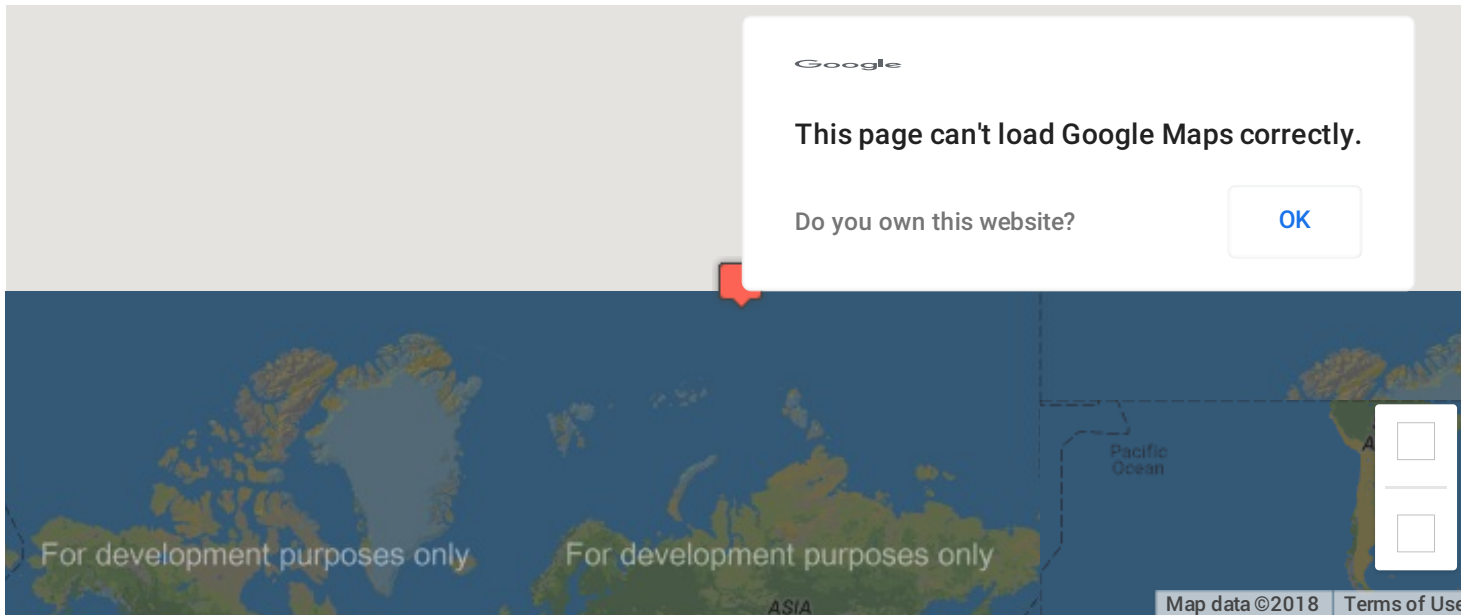 Google
This page can't load Google Maps correctly.
Do you own this website?
OK
Pacific
Ocean
For development purposes only
For development purposes only
ASIA
Map data ©2018
Terms of Use